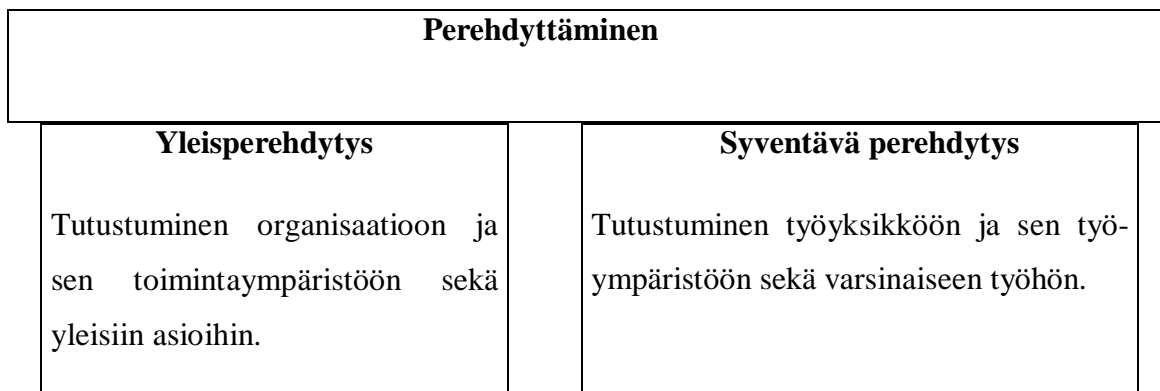 Perehdyttäminen
Yleisperehdytys
Tutustuminen organisaatioon ja
sen toimintaympäristöön sekä
yleisiin asioihin.
Syventävä perehdytys
Tutustuminen työyksikköön ja sen työ-
ympäristöön sekä varsinaiseen työhön.